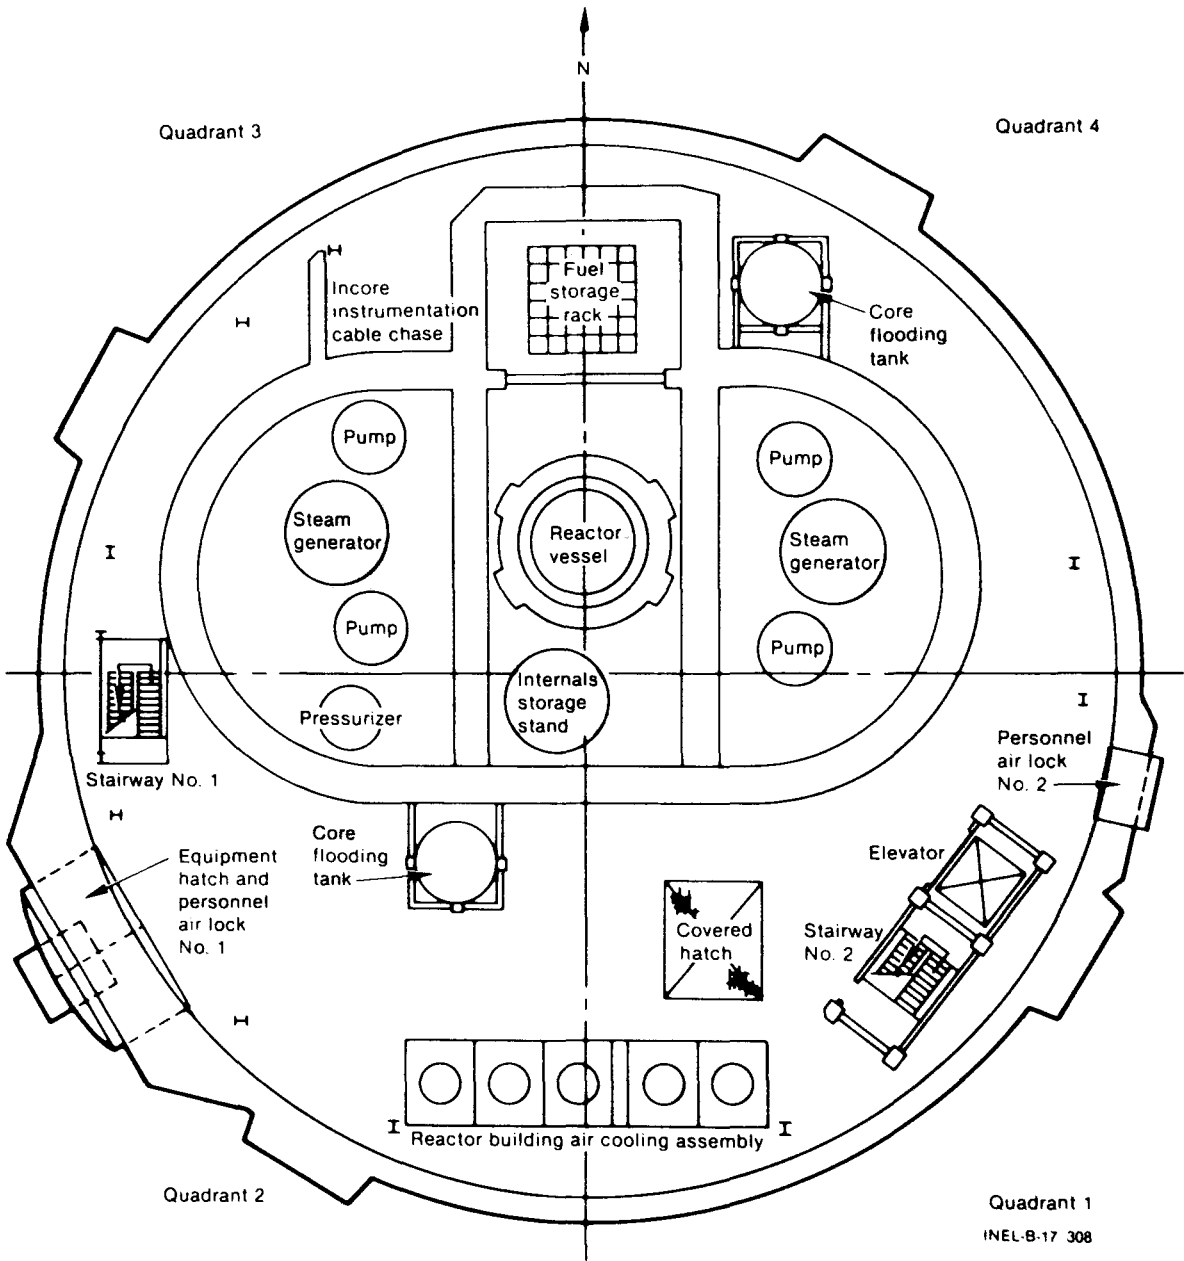 N
Quadrant 3
Quadrant 4
Fuel
storage
rack
Incore
instrumentation
cable chase
Core
flooding
tank
Pump
Pump
Steam
generator
Reactor
vessel
Steam
generator
Pump
Pump
Internals
storage
stand
Pressurizer
Personnel
air lock
No. 2
Stairway No. 1
Core
flooding
tank
Equipment
hatch and
personnel
air lock
No. 1
Elevator
Covered
hatch
Stairway
No. 2
Reactor building air cooling assembly
Quadrant 2
Quadrant 1
INEL-B-17 308